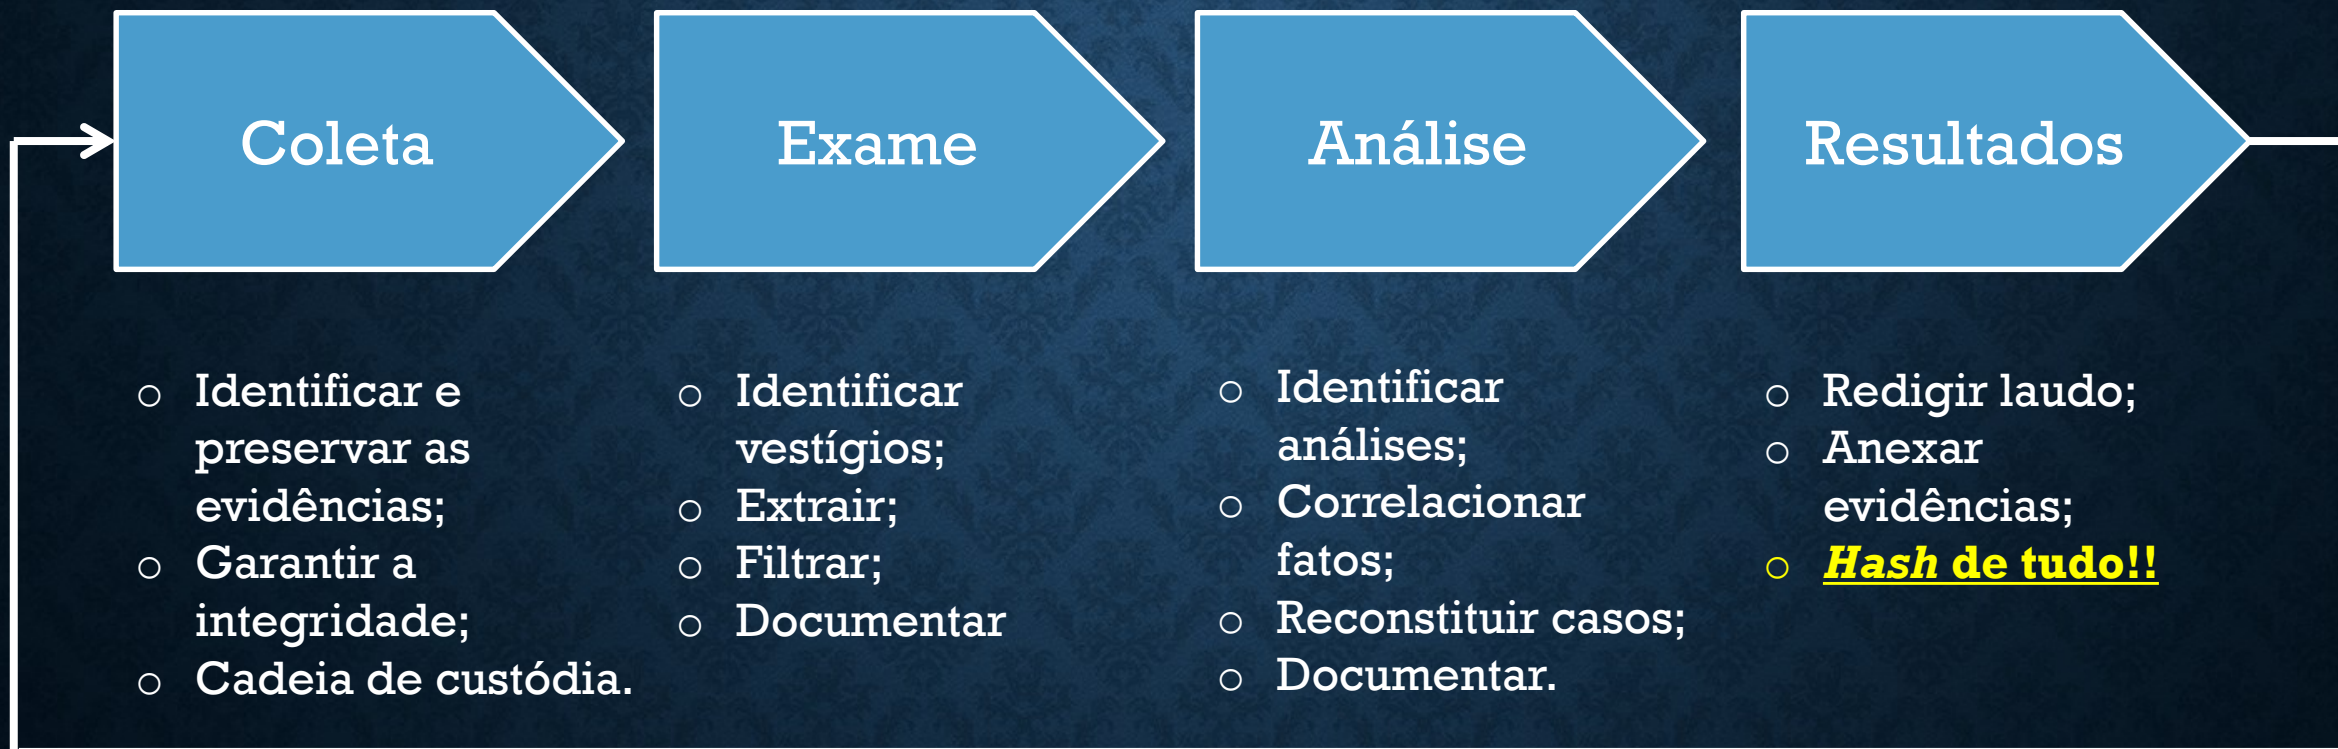 Coleta
Exame
Análise
Resultados
o Identificar e
preservar as
evidências;
o Garantir a
integridade;
o Cadeia de custódia.
o Identificar
vestígios;
o Extrair;
o Filtrar;
o Documentar
o Identificar
análises;
o Correlacionar
fatos;
o Reconstituir casos;
o Documentar.
o Redigir laudo;
o Anexar
evidências;
o Hash de tudo!!